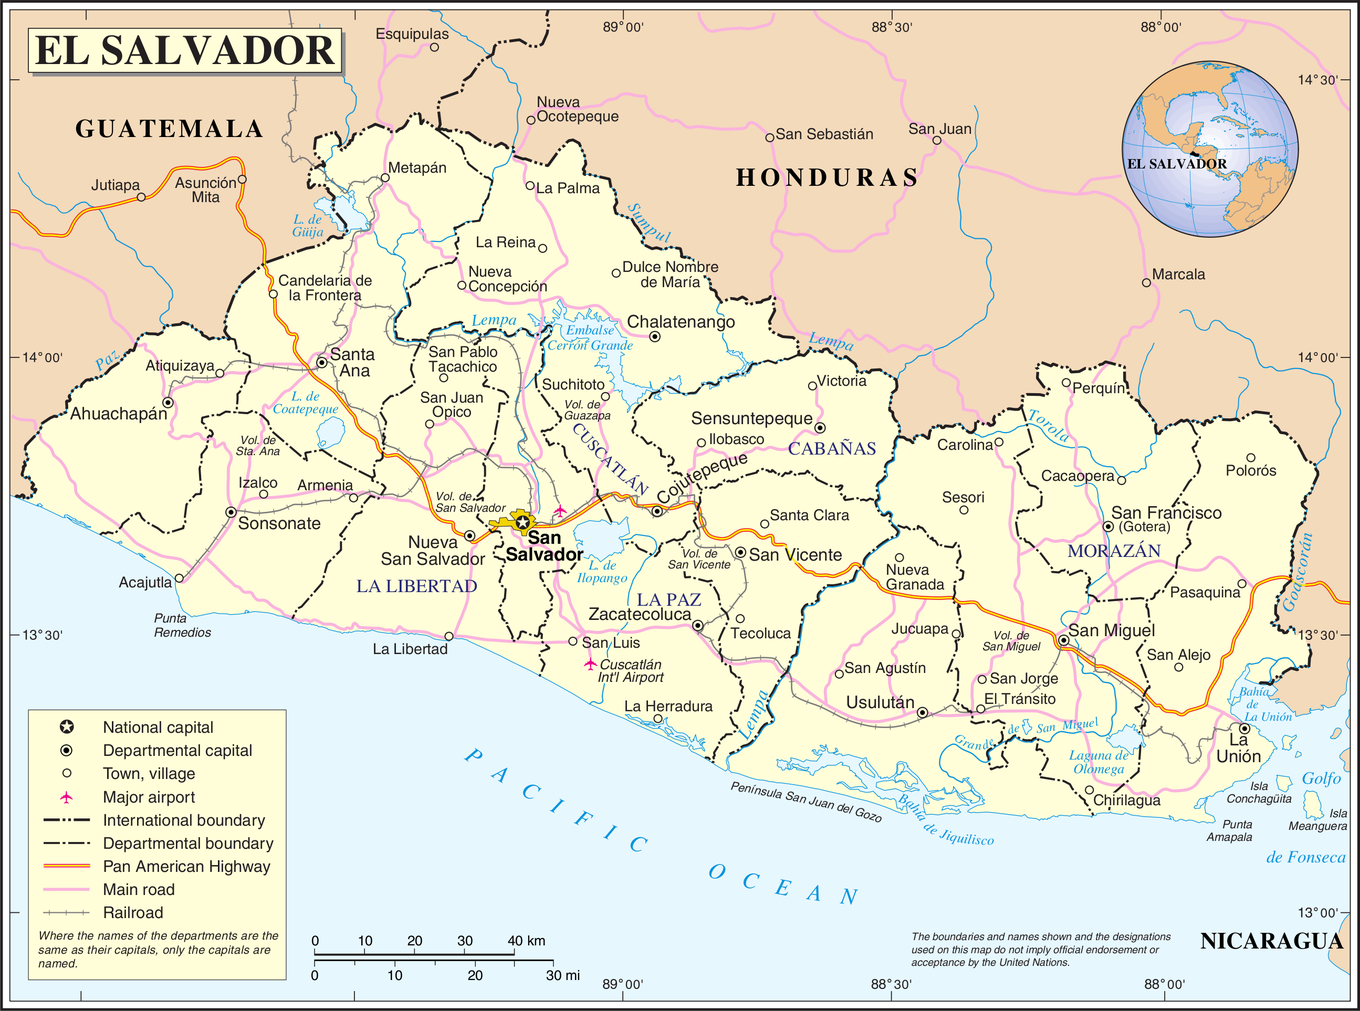 EL SALVADOR
89°00'
88°30'
88°00'
14°30'
14°30'
Esquipulas
GUATEMALA
Nueva
Ocotepeque
San Sebastián
San Juan
HONDURAS
EL SALVADOR
Jutiapa
Asunción
Mita
Metapán
La Palma
L. de
Güija
Sumpul
La Reina
Nueva
Concepción
Dulce Nombre
de María
Marcala
Candelaria de
la Frontera
Lempa
Embalse
Cerrón Grande
Chalatenango
Lempa
14°00'
14°00'
Paz
Atiquizaya
Santa
Ana
San Pablo
Tacachico
Suchitoto
Victoria
Perquín
Ahuachapán
L. de
Coatepeque
San Juan
Opico
Vol. de
Guazapa
Sensuntepeque
Torola
Vol. de
Sta. Ana
CUSCATLÁN
Ilobasco
CABAÑAS
Carolina
Cojutepeque
Cacaopera
Polorós
Izalco
Armenia
Vol. de
San Salvador
Sesori
Sonsonate
Santa Clara
San Francisco
(Gotera)
Nueva
San Salvador
San
Salvador
Vol. de
San Vicente
San Vicente
MORAZÁN
Goascorán
Acajutla
LA LIBERTAD
L. de
Ilopango
LA PAZ
Nueva
Granada
Pasaquina
Punta
Remedios
Zacatecoluca
13°30'
13°30'
La Libertad
San Luis
Tecoluca
Jucuapa
Vol. de
San Miguel
San Miguel
Cuscatlán
Int'l Airport
San Agustín
San Jorge
San Alejo
La Herradura
Lempa
Usulután
El Tránsito
Bahía
de
La Unión
Grande de San Miguel
Laguna de
Olomega
La
Unión
Golfo
Península San Juan del Gozo
Bahía de Jiquilisco
Chirilagua
Isla
Conchagüita
Isla
Meanguera
Punta
Amapala
de Fonseca
PACIFIC OCEAN
National capital
Departmental capital
Town, village
Major airport
International boundary
Departmental boundary
Pan American Highway
Main road
Railroad
Where the names of the departments are the
same as their capitals, only the capitals are
named.
0 10 20 30 40 km
0 10 20 30 mi
The boundaries and names shown and the designations
used on this map do not imply official endorsement or
acceptance by the United Nations.
13°00'
NICARAGUA
89°00'
88°30'
88°00'